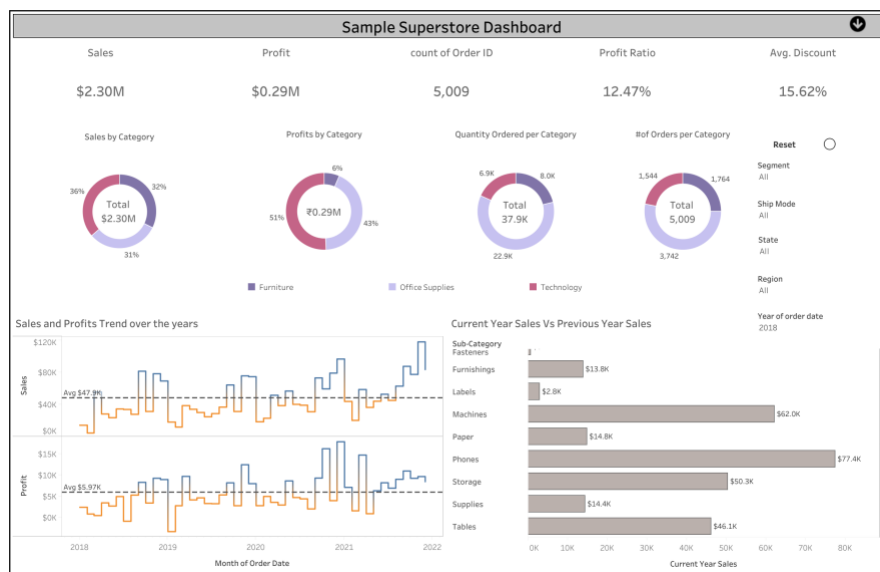 Sample Superstore Dashboard
Sales Profit count of Order ID Profit Ratio Avg. Discount
$2.30M $0.29M 5,009 12.47% 15.62%
Sales by Category Profits by Category Quantity Ordered per Category #of Orders per Category
Reset
36% 32% Total $2.30M 31%
6% 51% ₹0.29M 43%
6.9K 8.0K Total 37.9K 22.9K
1,544 1,764 Total 5,009 3,742
Segment
All
Ship Mode
All
State
All
Region
All
Year of order date
2018
Furniture Office Supplies Technology
Sales and Profits Trend over the years
Sales
$120K
$80K
Avg $47.9K
$40K
$0K
Profit
$15K
$10K
Avg $5.97K
$5K
$0K
2018 2019 2020 2021 2022
Month of Order Date
Current Year Sales Vs Previous Year Sales
Sub-Category
Fasteners
Furnishings $13.8K
Labels $2.8K
Machines $62.0K
Paper $14.8K
Phones $77.4K
Storage $50.3K
Supplies $14.4K
Tables $46.1K
0K 10K 20K 30K 40K 50K 60K 70K 80K
Current Year Sales